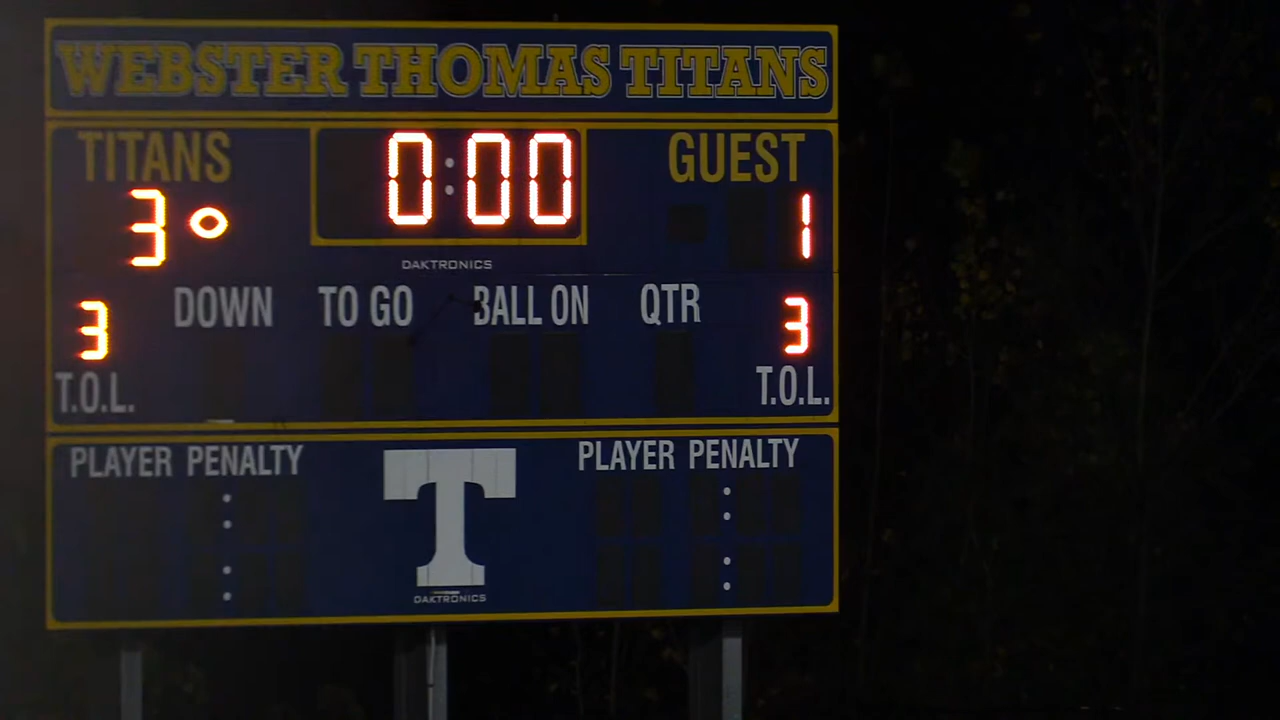 WEBSTER THOMAS TITANS
TITANS 0:00 GUEST
3 1
DAKTRONICS
DOWN TO GO BALL ON QTR
3 3
T.O.L. T.O.L.
PLAYER PENALTY PLAYER PENALTY
T
DAKTRONICS